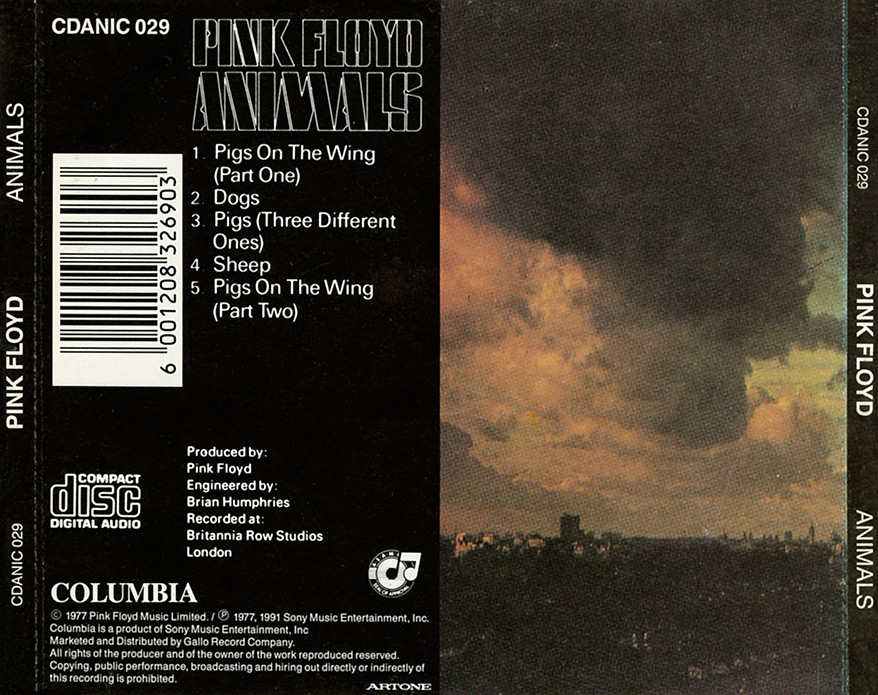 CDANIC 029
PINK FLOYD
ANIMALS
1. Pigs On The Wing
(Part One)
2. Dogs
3. Pigs (Three Different
Ones)
4. Sheep
5. Pigs On The Wing
(Part Two)
6 001208 326903
Produced by:
Pink Floyd
Engineered by:
Brian Humphries
Recorded at:
Britannia Row Studios
London
COMPACT
disc
DIGITAL AUDIO
SEAL OF APPROVAL
COLUMBIA
© 1977 Pink Floyd Music Limited. / ℗ 1977, 1991 Sony Music Entertainment, Inc.
Columbia is a product of Sony Music Entertainment, Inc
Marketed and Distributed by Gallo Record Company.
All rights of the producer and of the owner of the work reproduced reserved.
Copying, public performance, broadcasting and hiring out directly or indirectly of
this recording is prohibited.
ARTONE
CDANIC 029 PINK FLOYD ANIMALS
CDANIC 029 PINK FLOYD ANIMALS